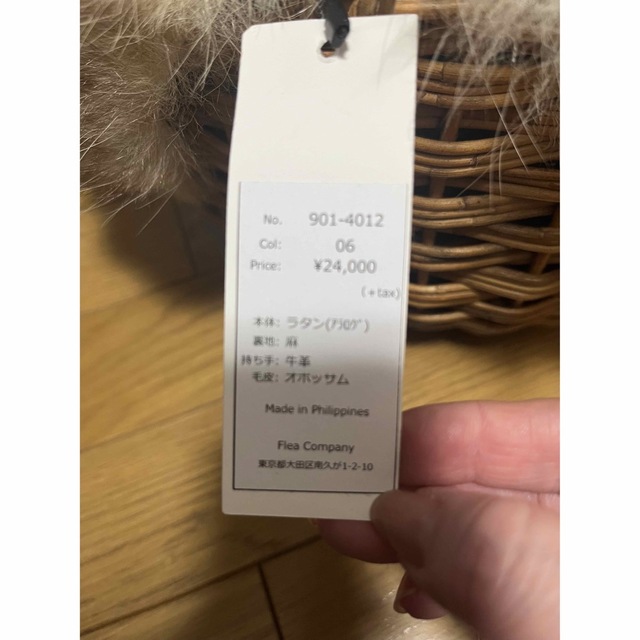 No. 901-4012
Col: 06
Price: ¥24,000
(+tax)
本体: ラタン(ｱﾗﾛｸﾞ)
裏地: 麻
持ち手: 牛革
毛皮: オポッサム
Made in Philippines
Flea Company
東京都大田区南久が1-2-10